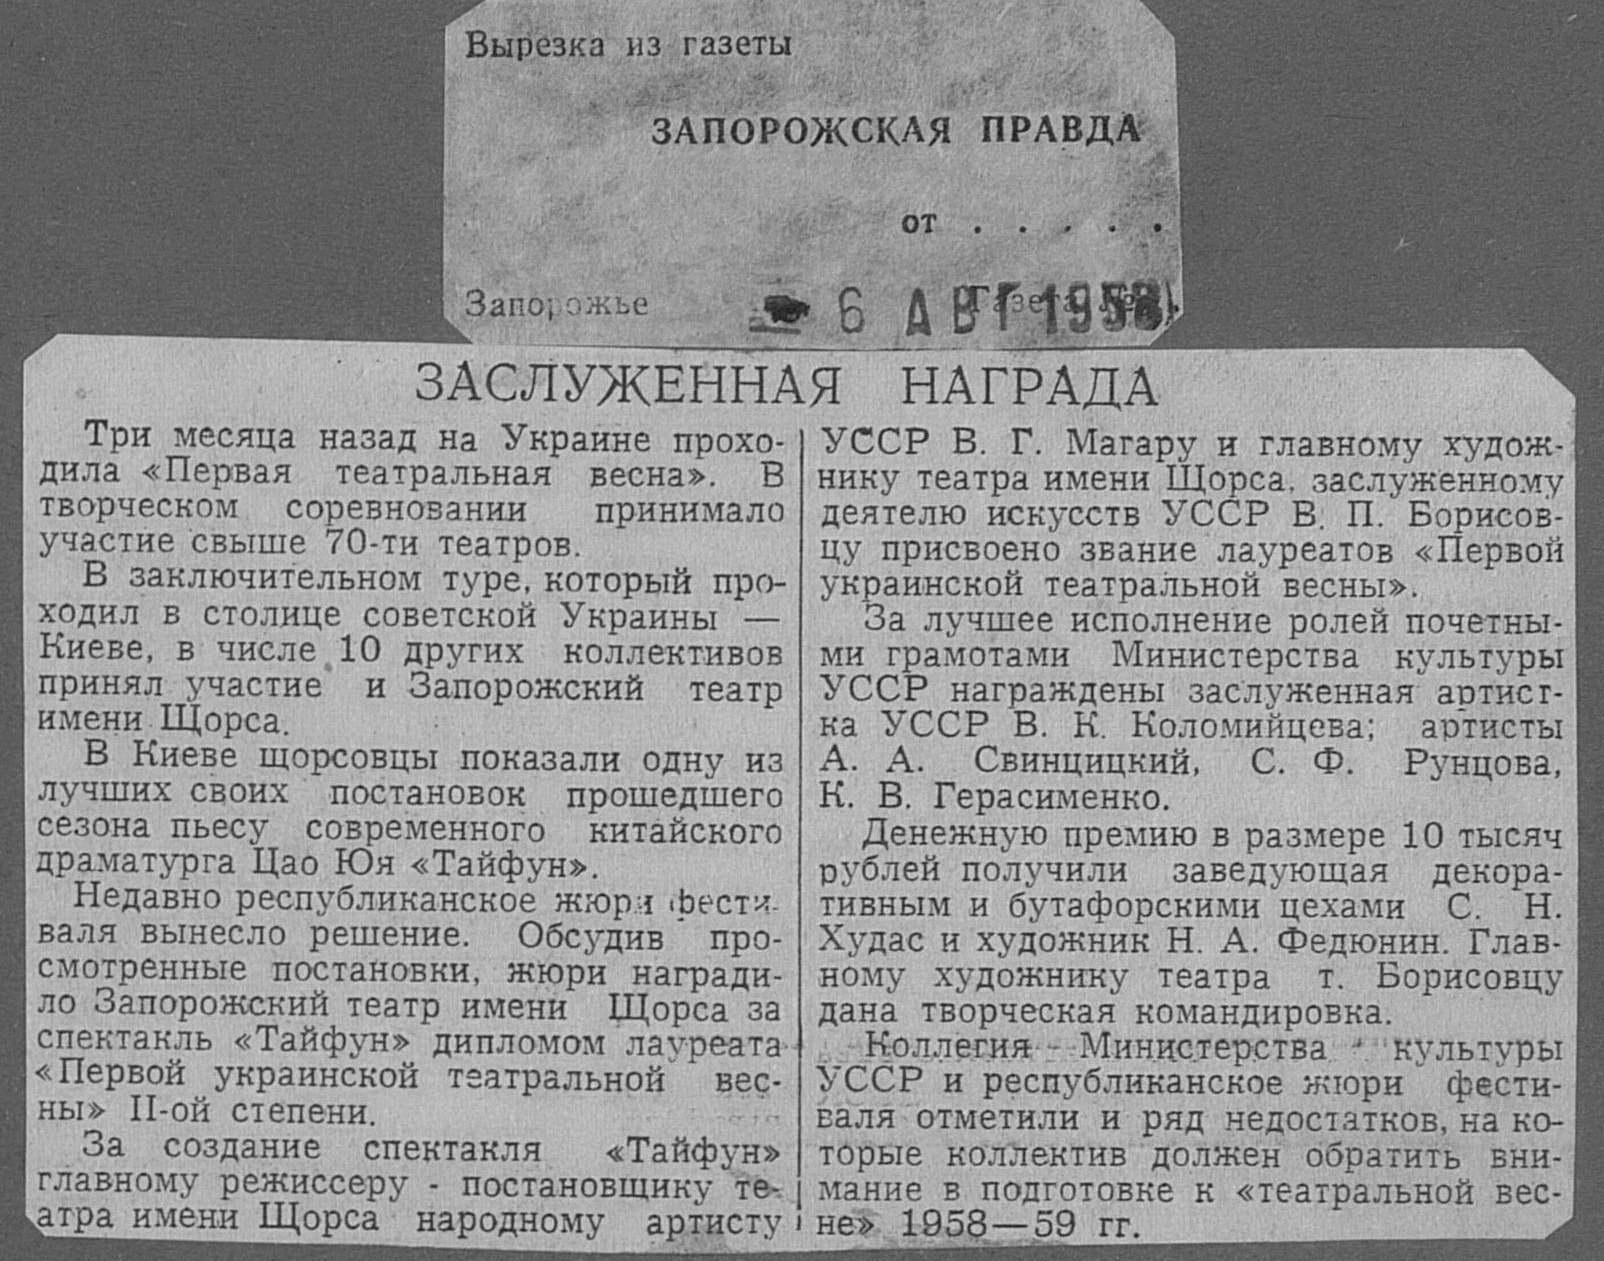 Вырезка из газеты
ЗАПОРОЖСКАЯ ПРАВДА
от . . . . .
Запорожье
6 АВГ 1958
Газета №
ЗАСЛУЖЕННАЯ НАГРАДА
Три месяца назад на Украине прохо-
дила «Первая театральная весна». В
творческом соревновании принимало
участие свыше 70-ти театров.
В заключительном туре, который про-
ходил в столице советской Украины —
Киеве, в числе 10 других коллективов
принял участие и Запорожский театр
имени Щорса.
В Киеве щорсовцы показали одну из
лучших своих постановок прошедшего
сезона пьесу современного китайского
драматурга Цао Юя «Тайфун».
Недавно республиканское жюри фести-
валя вынесло решение. Обсудив про-
смотренные постановки, жюри награди-
ло Запорожский театр имени Щорса за
спектакль «Тайфун» дипломом лауреата
«Первой украинской театральной вес-
ны» II-ой степени.
За создание спектакля «Тайфун»
главному режиссеру - постановщику те-
атра имени Щорса народному артисту
УССР В. Г. Магару и главному худож-
нику театра имени Щорса, заслуженному
деятелю искусств УССР В. П. Борисов-
цу присвоено звание лауреатов «Первой
украинской театральной весны».
За лучшее исполнение ролей почетны-
ми грамотами Министерства культуры
УССР награждены заслуженная артист-
ка УССР В. К. Коломийцева; артисты
А. А. Свинцицкий, С. Ф. Рунцова,
К. В. Герасименко.
Денежную премию в размере 10 тысяч
рублей получили заведующая декора-
тивным и бутафорскими цехами С. Н.
Худас и художник Н. А. Федюнин. Глав-
ному художнику театра т. Борисовцу
дана творческая командировка.
Коллегия Министерства культуры
УССР и республиканское жюри фести-
валя отметили и ряд недостатков, на ко-
торые коллектив должен обратить вни-
мание в подготовке к «театральной вес-
не» 1958—59 гг.